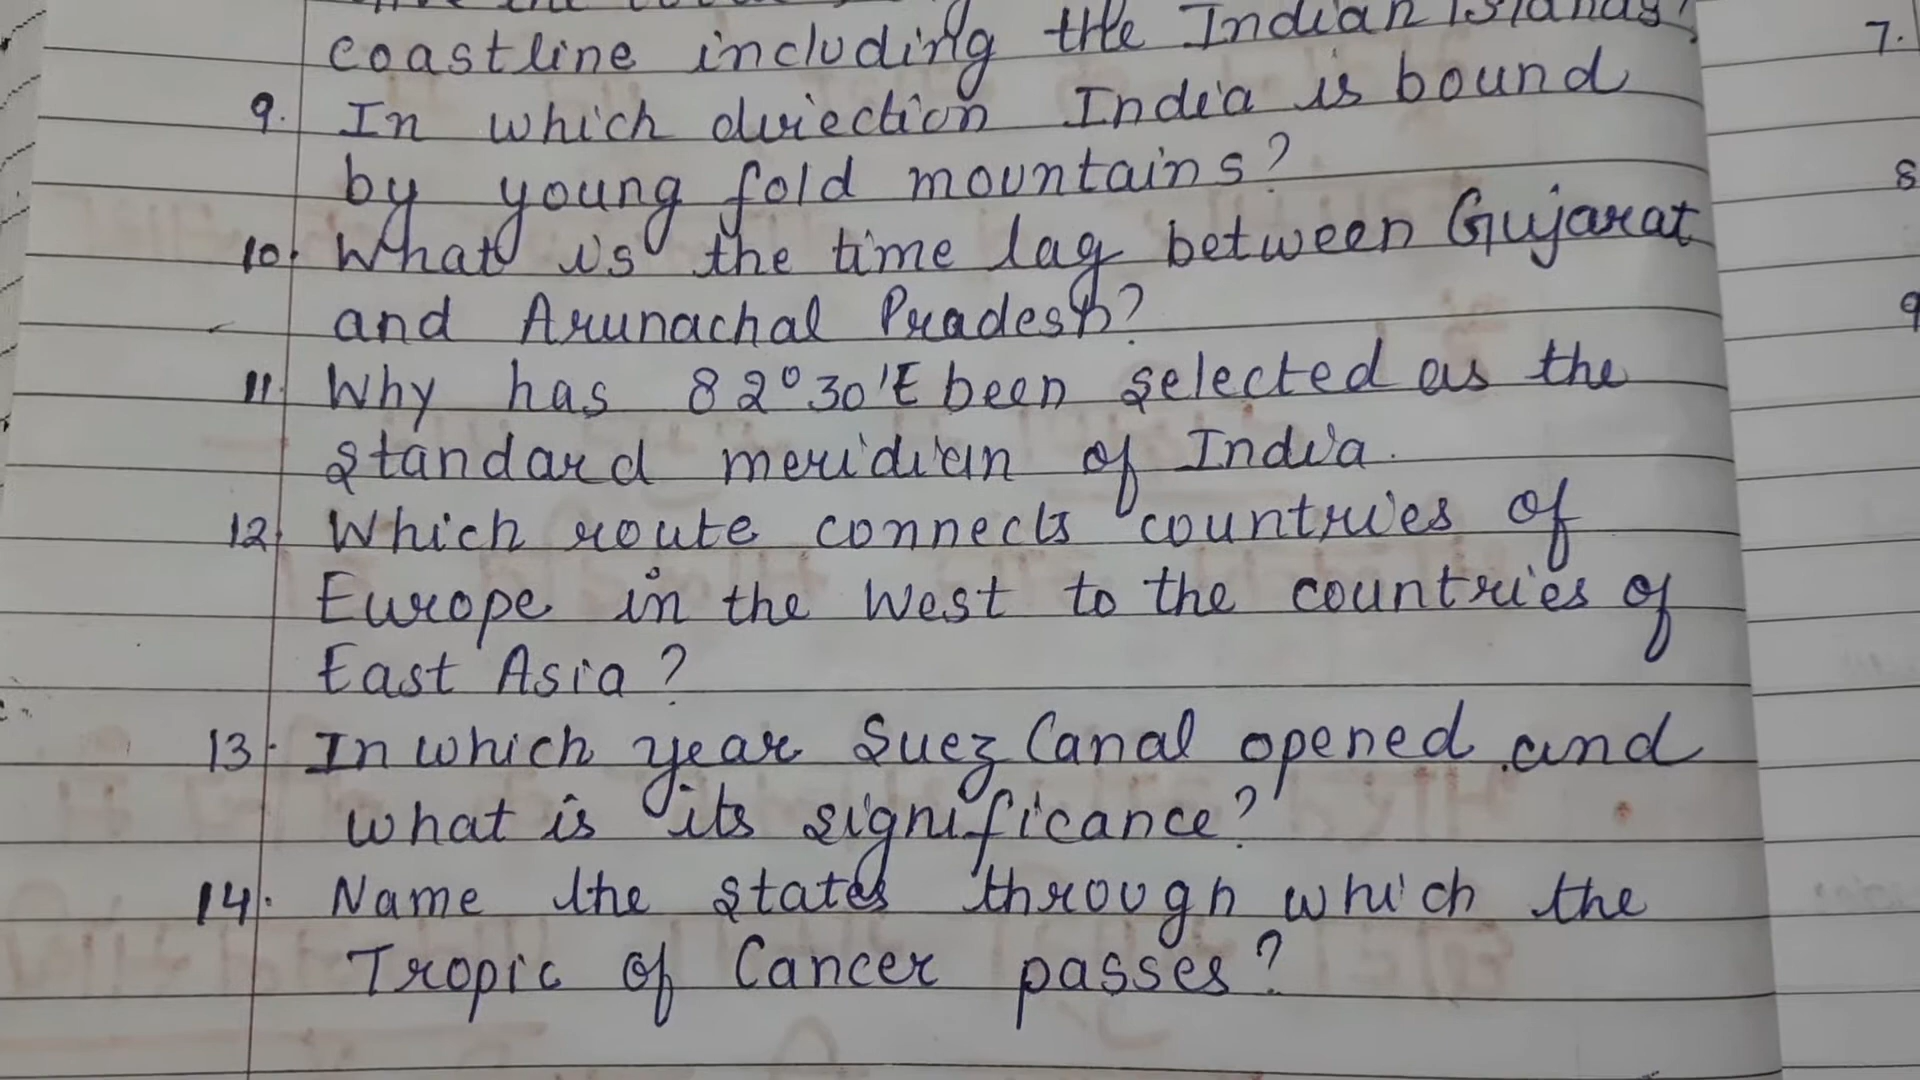 coastline including the Indian Islands?
7.
9. In which direction India is bound
by young fold mountains?
8
10. What is the time lag between Gujarat
and Arunachal Pradesh?
9
11. Why has 82°30'E been selected as the
standard meridian of India.
12. Which route connects countries of
Europe in the West to the countries of
East Asia?
13. In which year Suez Canal opened and
what is its significance?
14. Name the states through which the
Tropic of Cancer passes?